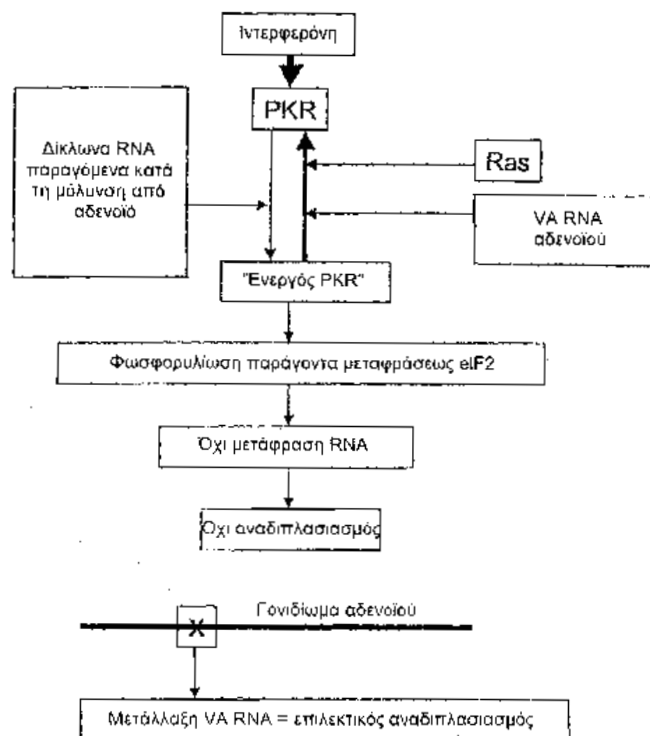 Ιντερφερόνη
PKR
Δίκλωνα RNA
παραγόμενα κατά
τη μόλυνση από
αδενοϊό
Ras
VA RNA
αδενοϊού
"Ενεργός PKR"
Φωσφορυλίωση παράγοντα μεταφράσεως eIF2
Όχι μετάφραση RNA
Όχι αναδιπλασιασμός
Γονιδίωμα αδενοϊού
X
Μετάλλαξη VA RNA = επιλεκτικός αναδιπλασιασμός